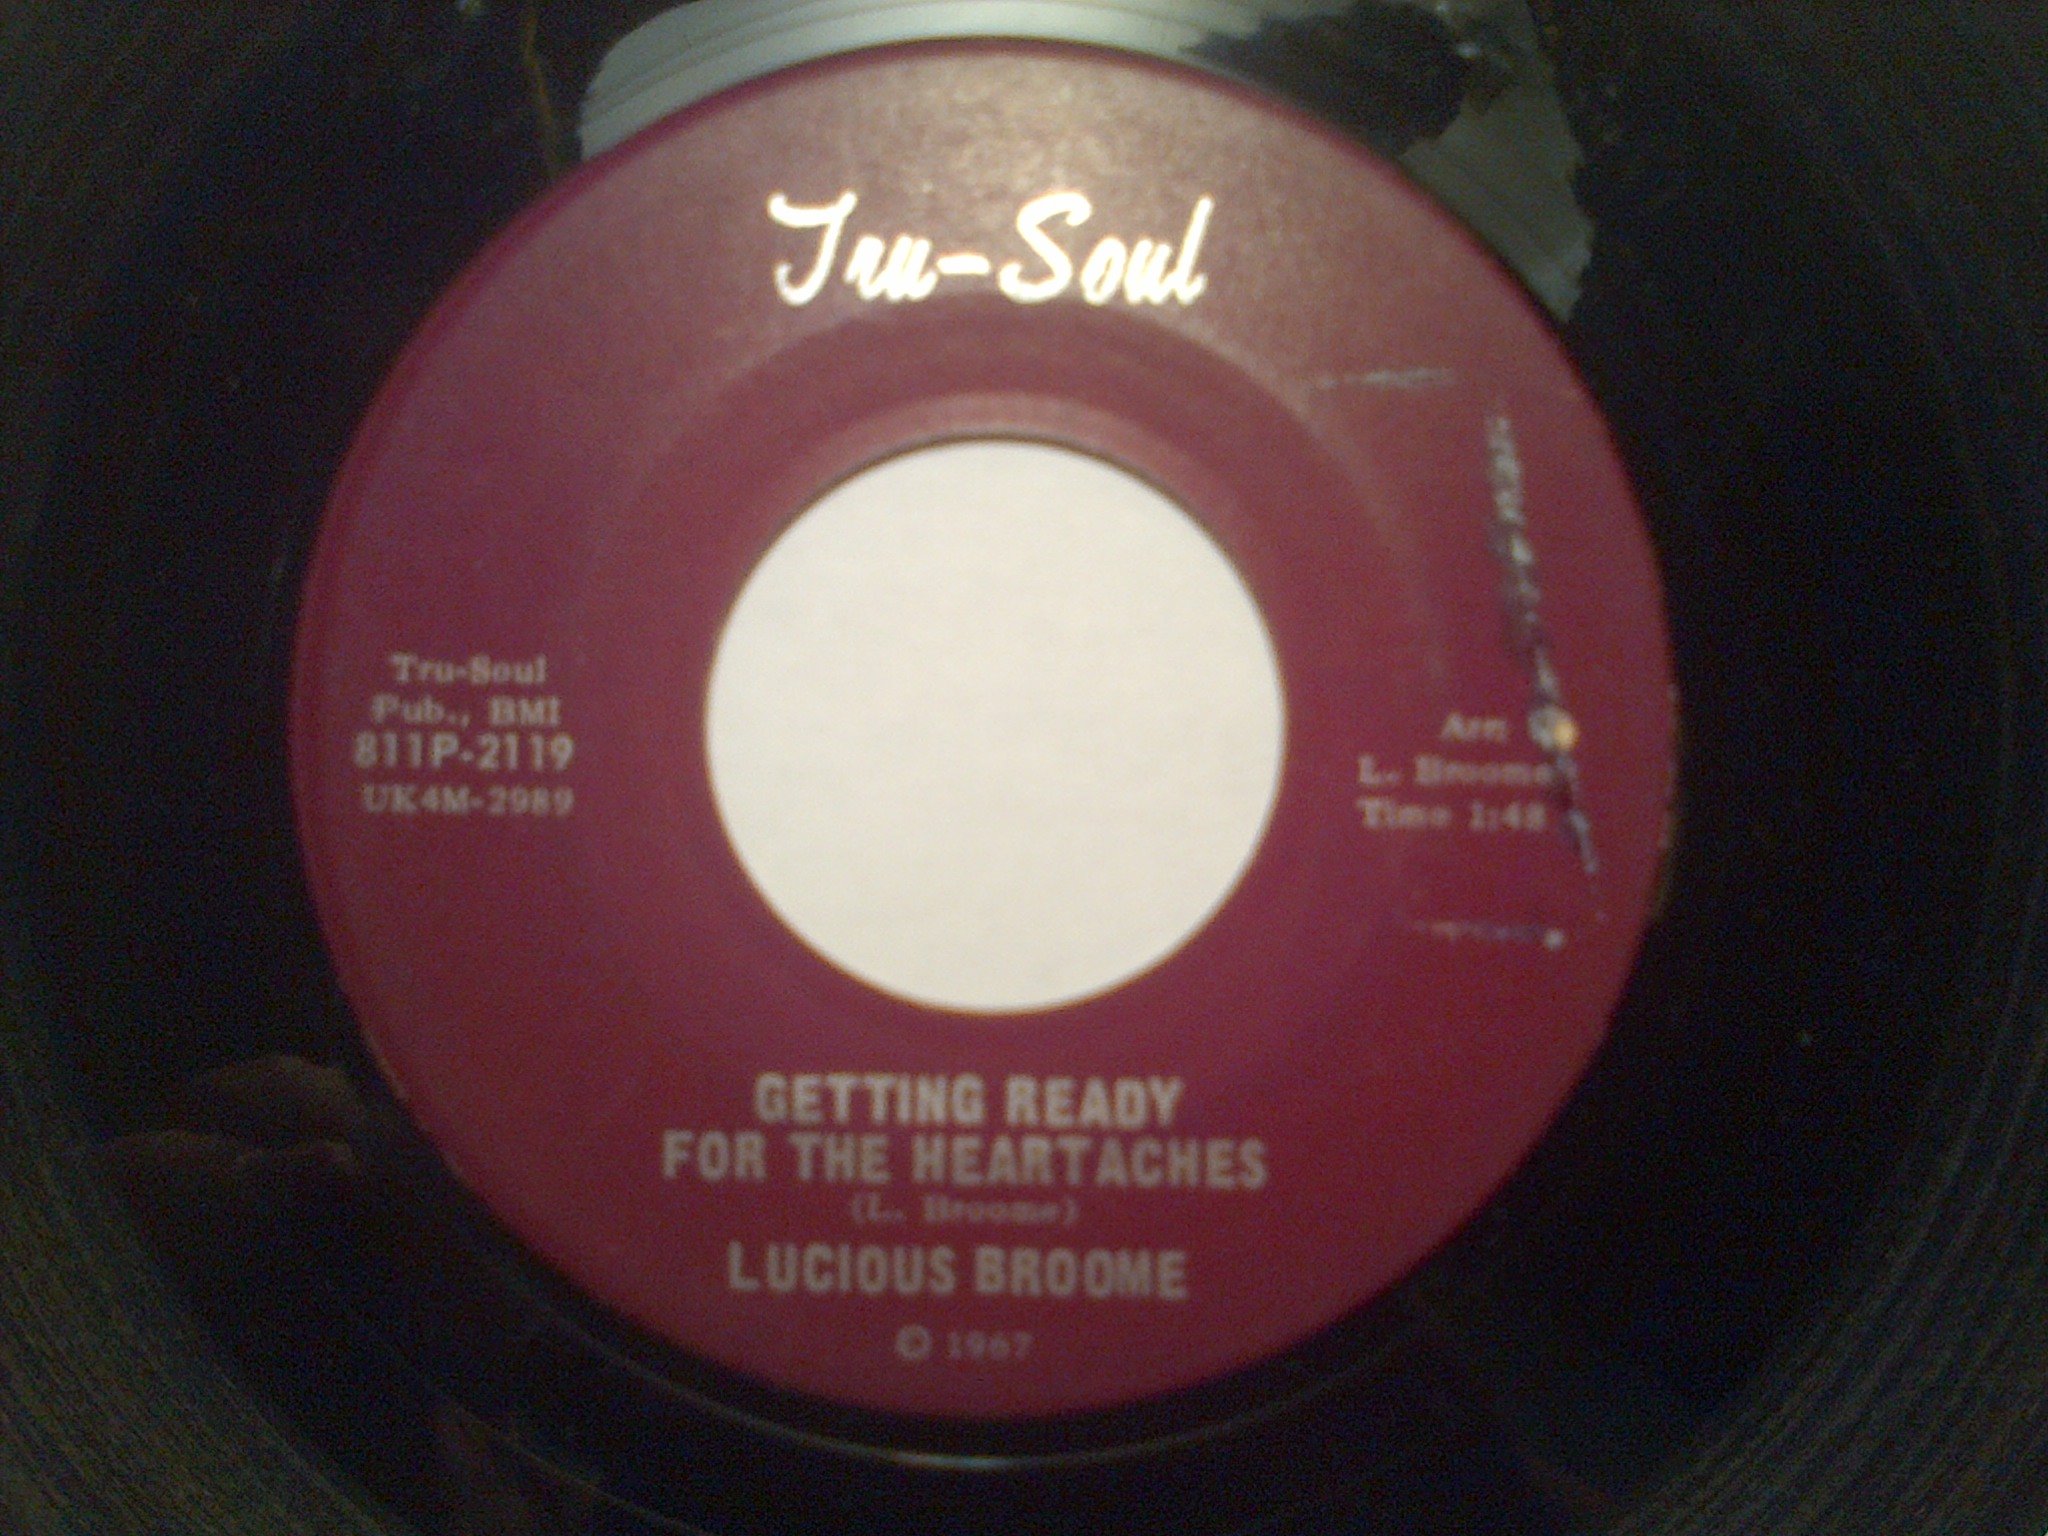 Tru-Soul
Tru-Soul
Pub., BMI
811P-2119
UK4M-2989
Arr.
L. Broome
Time 1:48
GETTING READY
FOR THE HEARTACHES
(L. Broome)
LUCIOUS BROOME
© 1967